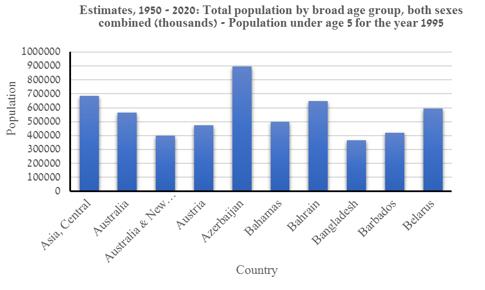 Estimates, 1950 - 2020: Total population by broad age group, both sexes
combined (thousands) - Population under age 5 for the year 1995
Population
1000000
900000
800000
700000
600000
500000
400000
300000
200000
100000
0
Asia, Central
Australia
Australia & New…
Austria
Azerbaijan
Bahamas
Bahrain
Bangladesh
Barbados
Belarus
Country